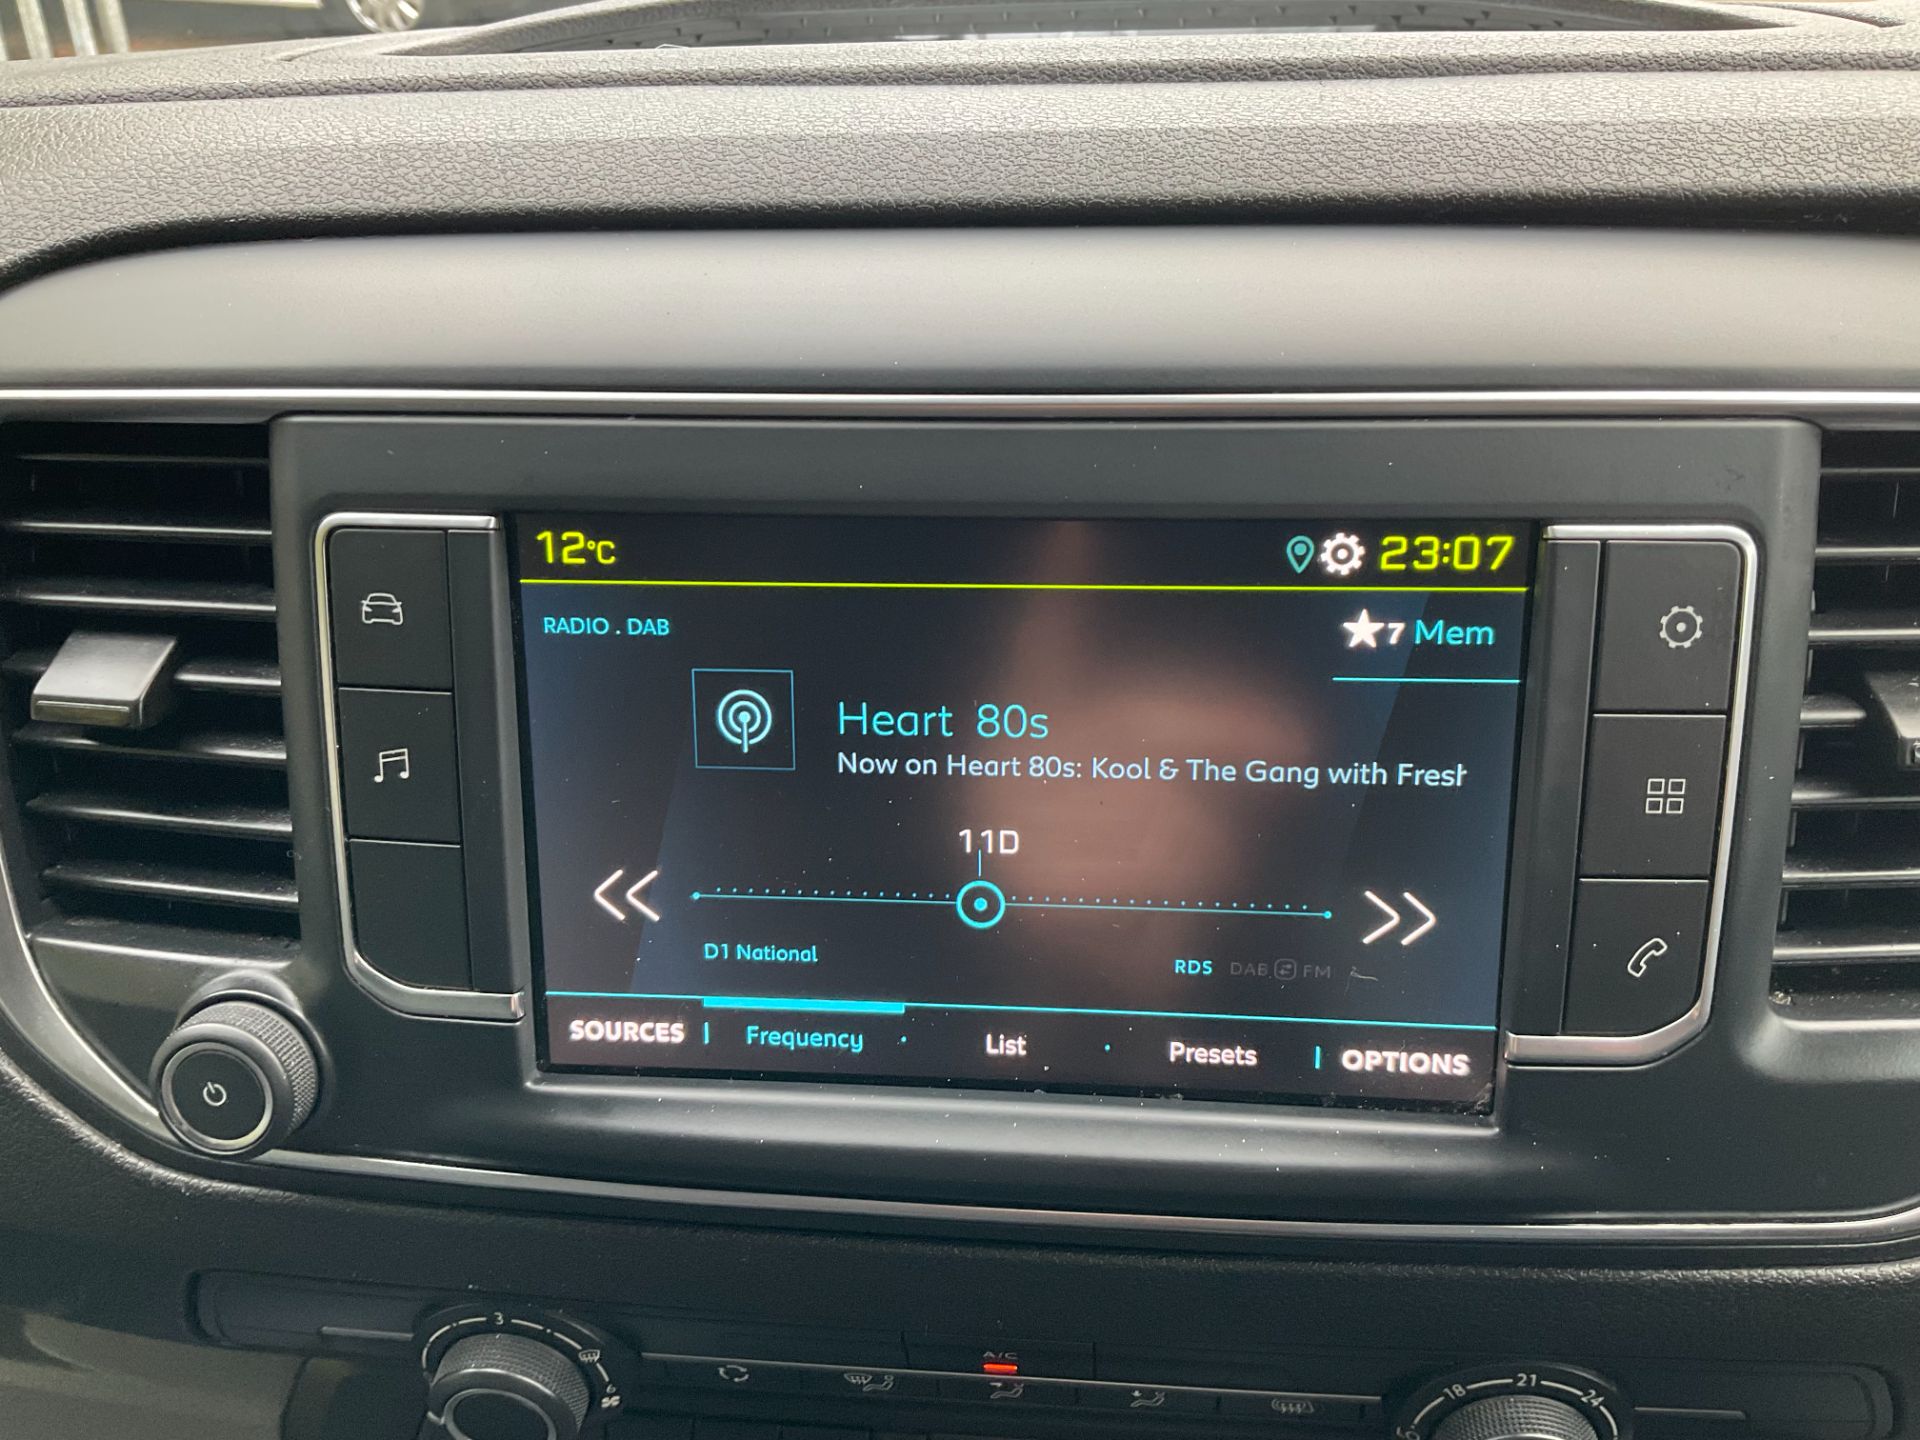 12°C
23:07
RADIO . DAB
7 Mem
Heart 80s
Now on Heart 80s: Kool & The Gang with Fresh
11D
D1 National
RDS DAB FM
SOURCES Frequency List Presets OPTIONS
3
6
A/C
18 21 24